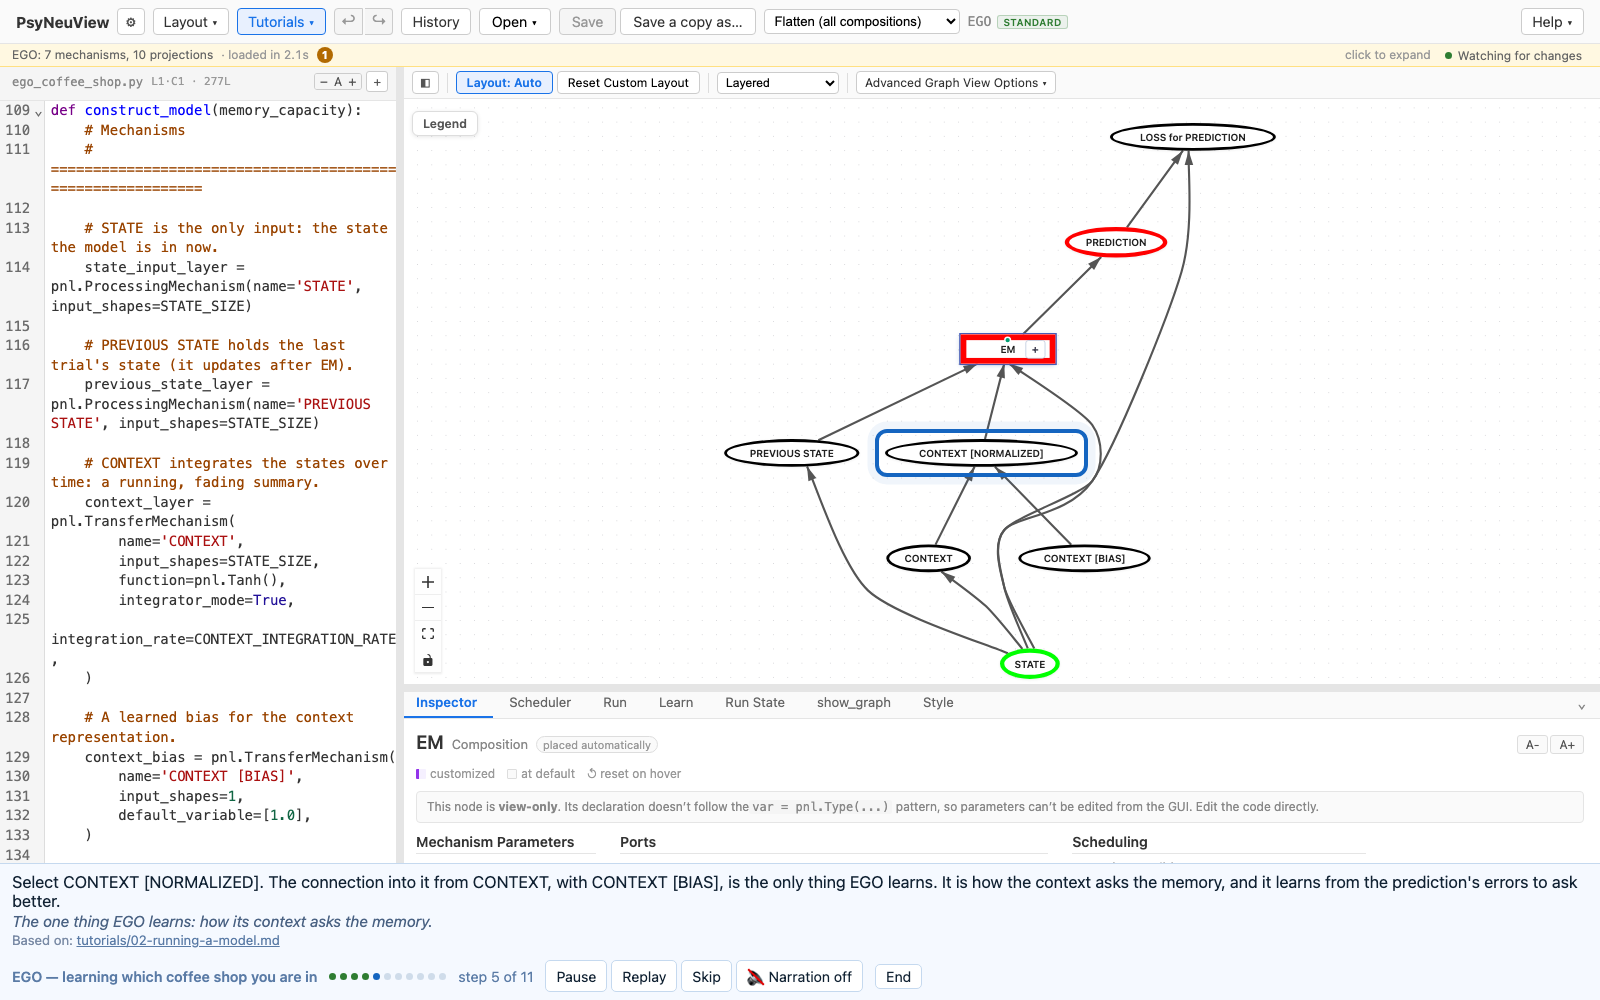 PsyNeuView
Layout
Tutorials
History
Open
Save
Save a copy as...
Flatten (all compositions)
EGO
STANDARD
Help
EGO: 7 mechanisms, 10 projections · loaded in 2.1s 1
click to expand
Watching for changes
ego_coffee_shop.py L1:C1 · 277L
− A +
+
Layout: Auto
Reset Custom Layout
Layered
Advanced Graph View Options
109 def construct_model(memory_capacity):
110 # Mechanisms
111 #
=========================================
==================
112
113 # STATE is the only input: the state
the model is in now.
114 state_input_layer =
pnl.ProcessingMechanism(name='STATE',
input_shapes=STATE_SIZE)
115
116 # PREVIOUS STATE holds the last
trial's state (it updates after EM).
117 previous_state_layer =
pnl.ProcessingMechanism(name='PREVIOUS
STATE', input_shapes=STATE_SIZE)
118
119 # CONTEXT integrates the states over
time: a running, fading summary.
120 context_layer =
pnl.TransferMechanism(
121 name='CONTEXT',
122 input_shapes=STATE_SIZE,
123 function=pnl.Tanh(),
124 integrator_mode=True,
125
integration_rate=CONTEXT_INTEGRATION_RATE
,
126 )
127
128 # A learned bias for the context
representation.
129 context_bias = pnl.TransferMechanism(
130 name='CONTEXT [BIAS]',
131 input_shapes=1,
132 default_variable=[1.0],
133 )
134
Legend
LOSS for PREDICTION
PREDICTION
EM +
PREVIOUS STATE
CONTEXT [NORMALIZED]
CONTEXT
CONTEXT [BIAS]
STATE
Inspector
Scheduler
Run
Learn
Run State
show_graph
Style
EM Composition placed automatically
A-
A+
customized
at default
reset on hover
This node is view-only. Its declaration doesn't follow the var = pnl.Type(...) pattern, so parameters can't be edited from the GUI. Edit the code directly.
Mechanism Parameters
Ports
Scheduling
Select CONTEXT [NORMALIZED]. The connection into it from CONTEXT, with CONTEXT [BIAS], is the only thing EGO learns. It is how the context asks the memory, and it learns from the prediction's errors to ask
better.
The one thing EGO learns: how its context asks the memory.
Based on: tutorials/02-running-a-model.md
EGO — learning which coffee shop you are in
step 5 of 11
Pause
Replay
Skip
Narration off
End